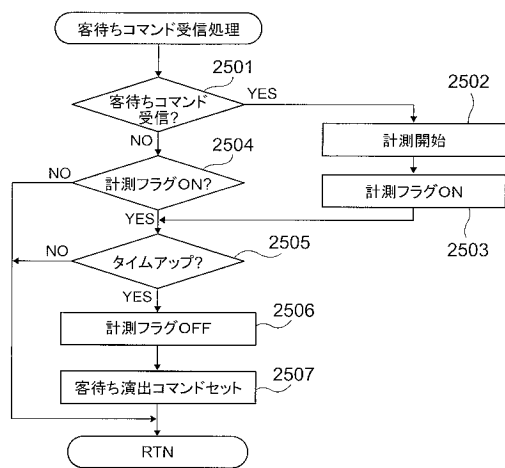 客待ちコマンド受信処理
2501
客待ちコマンド
受信?
YES
2502
計測開始
NO
2504
計測フラグON?
NO
計測フラグON
YES
2503
2505
NO
タイムアップ?
YES
2506
計測フラグOFF
2507
客待ち演出コマンドセット
RTN